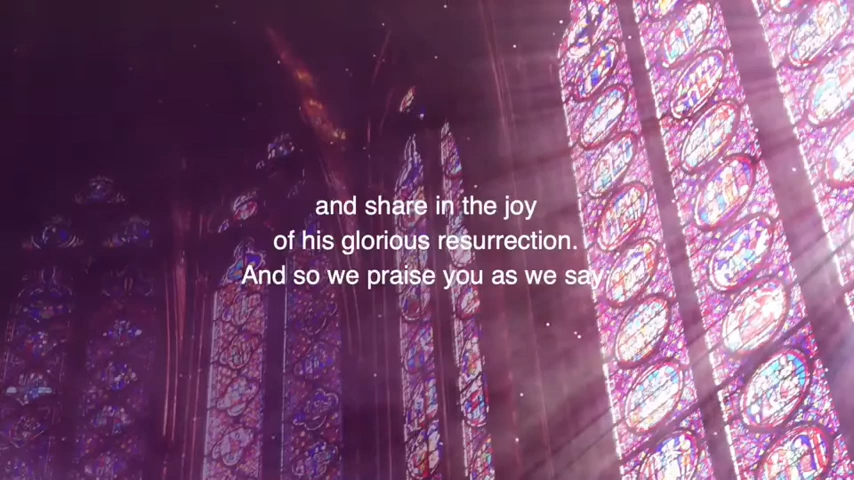 and share in the joy
of his glorious resurrection.
And so we praise you as we say